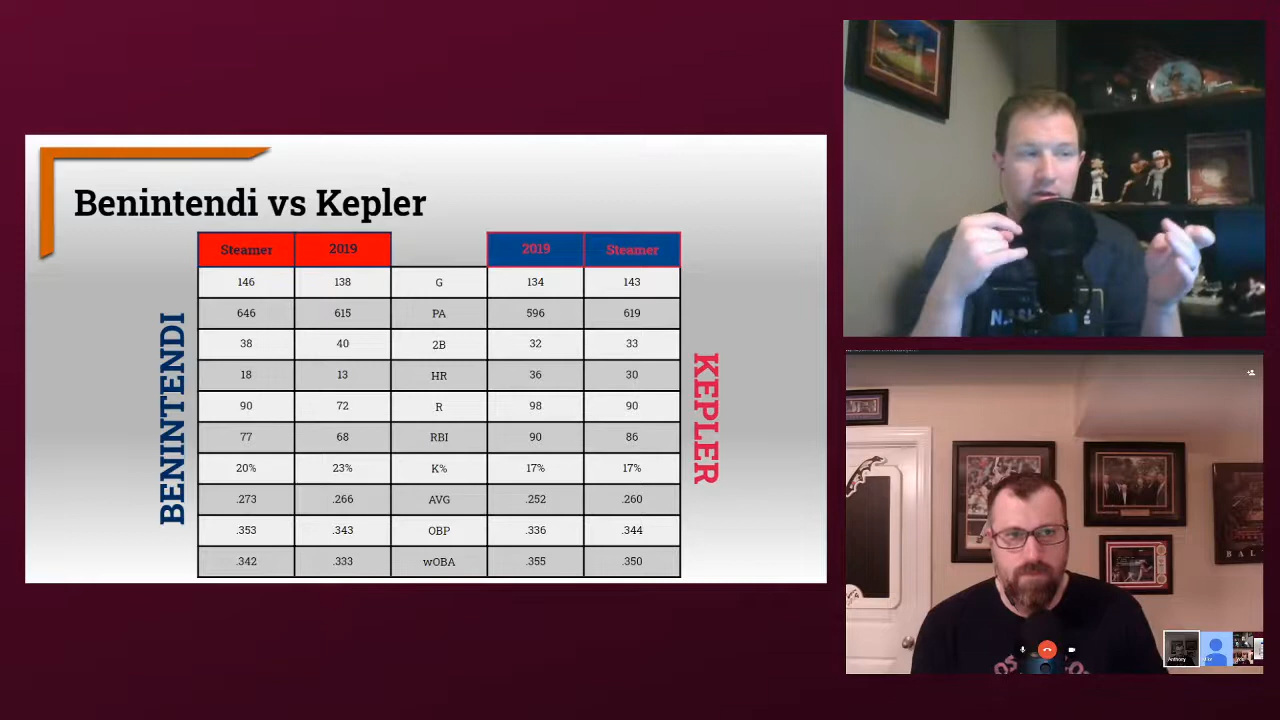 Benintendi vs Kepler
BENINTENDI
Steamer 2019 2019 Steamer
146 138 G 134 143
646 615 PA 596 619
38 40 2B 32 33
18 13 HR 36 30
90 72 R 98 90
77 68 RBI 90 86
20% 23% K% 17% 17%
.273 .266 AVG .252 .260
.353 .343 OBP .336 .344
.342 .333 wOBA .355 .350
KEPLER
BAL
Anthony